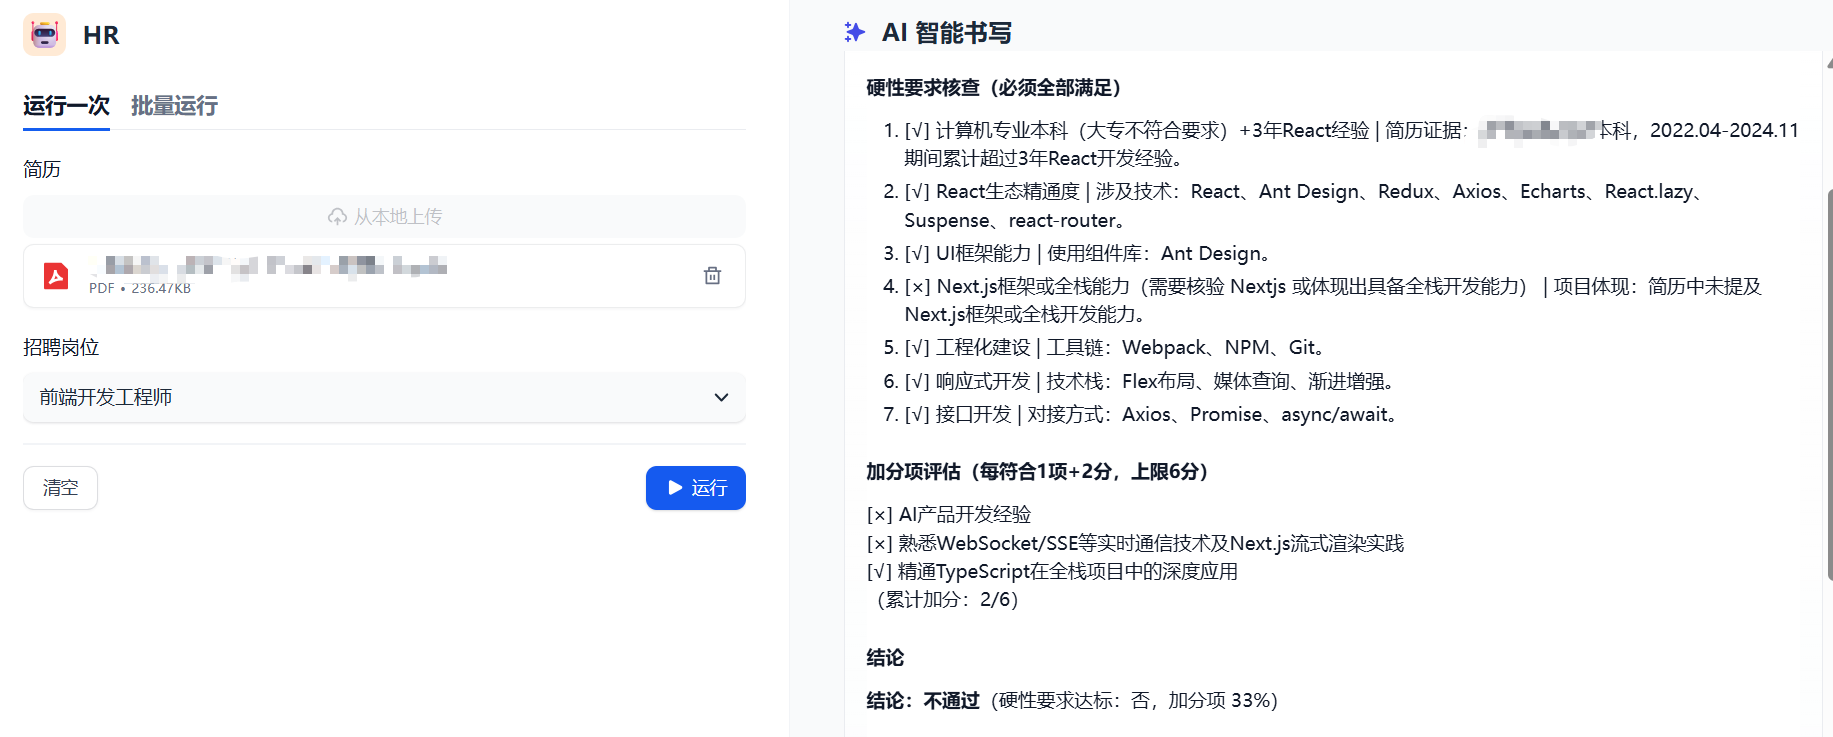 HR
运行一次 批量运行
简历
从本地上传
PDF • 236.47KB
招聘岗位
前端开发工程师
清空
运行
AI 智能书写
硬性要求核查（必须全部满足）
1. [√] 计算机专业本科（大专不符合要求）+3年React经验 | 简历证据： 本科，2022.04-2024.11
期间累计超过3年React开发经验。
2. [√] React生态精通度 | 涉及技术：React、Ant Design、Redux、Axios、Echarts、React.lazy、
Suspense、react-router。
3. [√] UI框架能力 | 使用组件库：Ant Design。
4. [×] Next.js框架或全栈能力（需要核验 Nextjs 或体现出具备全栈开发能力） | 项目体现：简历中未提及
Next.js框架或全栈开发能力。
5. [√] 工程化建设 | 工具链：Webpack、NPM、Git。
6. [√] 响应式开发 | 技术栈：Flex布局、媒体查询、渐进增强。
7. [√] 接口开发 | 对接方式：Axios、Promise、async/await。
加分项评估（每符合1项+2分，上限6分）
[×] AI产品开发经验
[×] 熟悉WebSocket/SSE等实时通信技术及Next.js流式渲染实践
[√] 精通TypeScript在全栈项目中的深度应用
（累计加分：2/6）
结论
结论：不通过（硬性要求达标：否，加分项 33%）